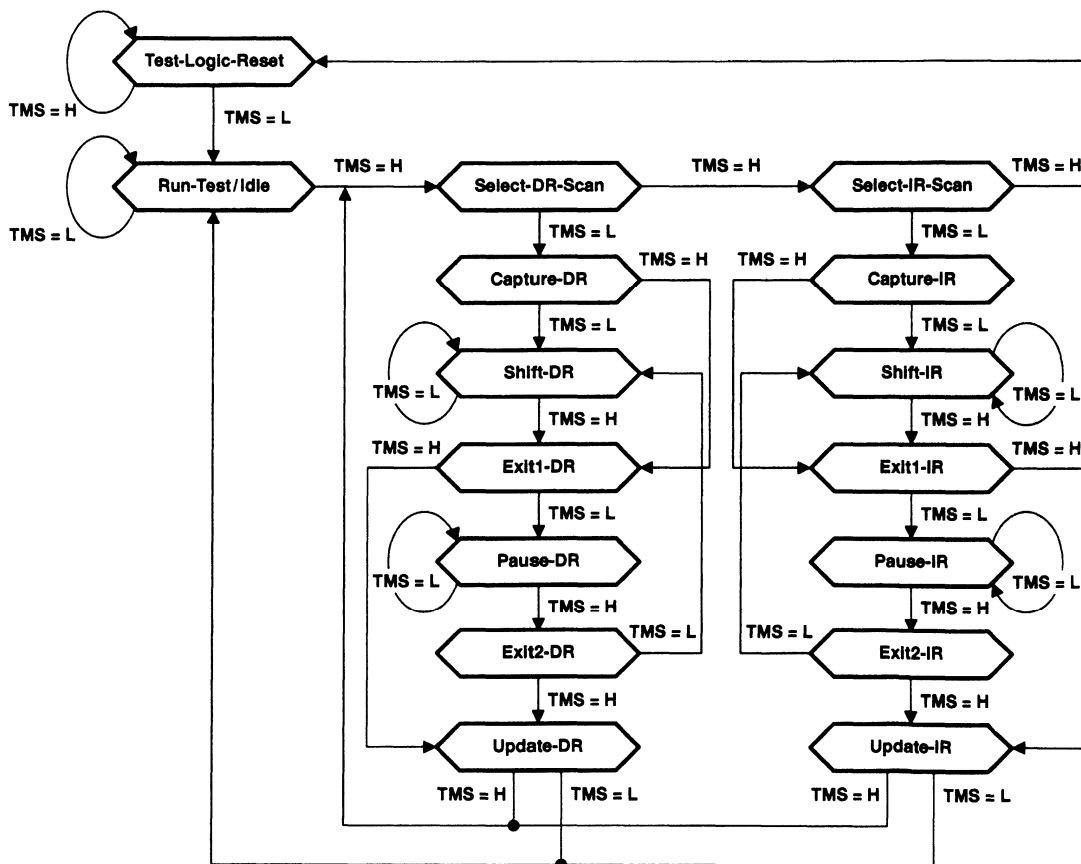 Test-Logic-Reset
TMS = H
TMS = L
Run-Test/Idle
TMS = L
TMS = H
Select-DR-Scan
TMS = H
Select-IR-Scan
TMS = H
TMS = L
TMS = L
Capture-DR
TMS = H
TMS = H
Capture-IR
TMS = L
TMS = L
Shift-DR
TMS = L
Shift-IR
TMS = L
TMS = H
TMS = H
TMS = H
Exit1-DR
Exit1-IR
TMS = H
TMS = L
TMS = L
Pause-DR
TMS = L
Pause-IR
TMS = L
TMS = H
TMS = H
Exit2-DR
TMS = L
TMS = L
Exit2-IR
TMS = H
TMS = H
Update-DR
Update-IR
TMS = H
TMS = L
TMS = H
TMS = L